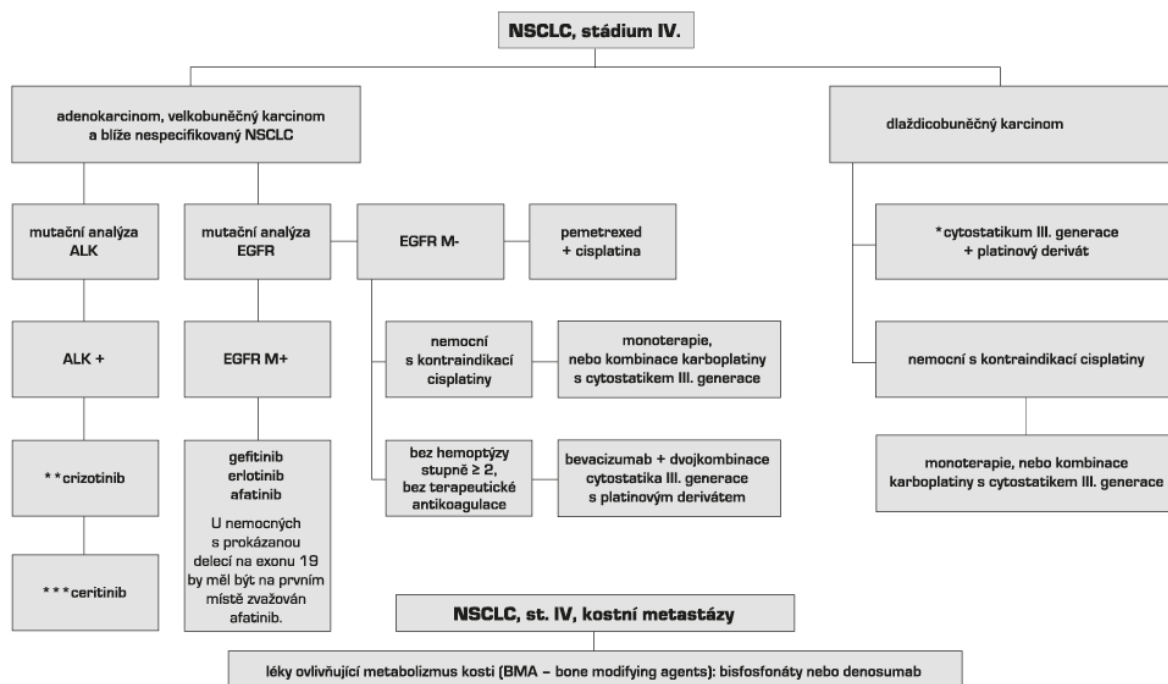 NSCLC, stádium IV.
adenokarcinom, velkobuněčný karcinom
a blíže nespecifikovaný NSCLC
dlaždicobuněčný karcinom
mutační analýza
ALK
mutační analýza
EGFR
EGFR M-
pemetrexed
+ cisplatina
*cytostatikum III. generace
+ platinový derivát
ALK +
EGFR M+
nemocní
s kontraindikací
cisplatiny
monoterapie,
nebo kombinace karboplatiny
s cytostatikem III. generace
nemocní s kontraindikací cisplatiny
**crizotinib
gefitinib
erlotinib
afatinib
U nemocných
s prokázanou
delecí na exonu 19
by měl být na prvním
místě zvažován
afatinib.
bez hemoptýzy
stupně ≥ 2,
bez terapeutické
antikoagulace
bevacizumab + dvojkombinace
cytostatika III. generace
s platinovým derivátem
monoterapie, nebo kombinace
karboplatiny s cytostatikem III. generace
***ceritinib
NSCLC, st. IV, kostní metastázy
léky ovlivňující metabolizmus kosti (BMA – bone modifying agents): bisfosfonáty nebo denosumab